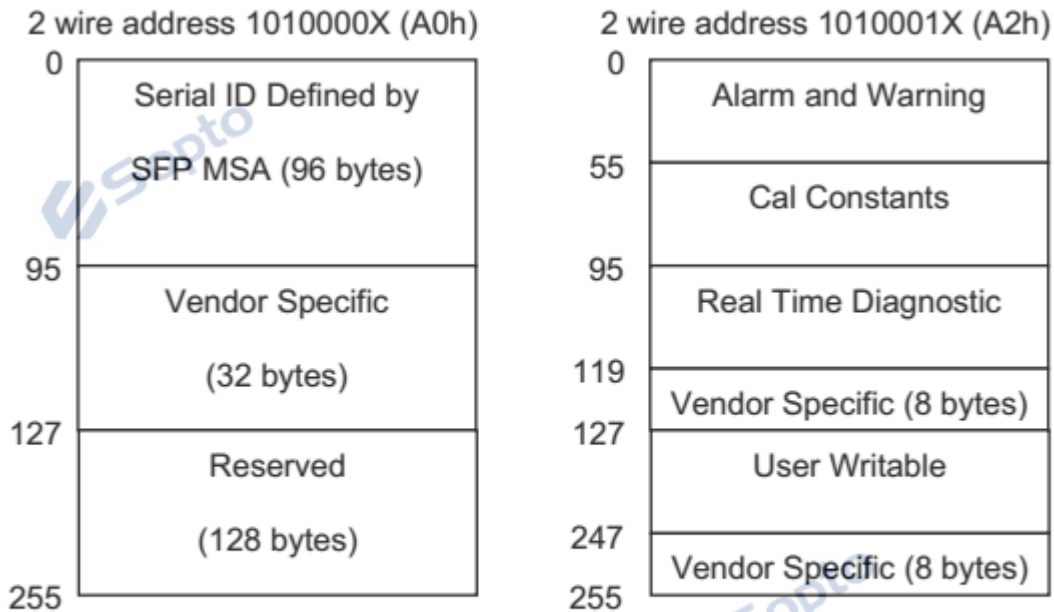 2 wire address 1010000X (A0h)
0
Serial ID Defined by
SFP MSA (96 bytes)
95
Vendor Specific
(32 bytes)
127
Reserved
(128 bytes)
255
2 wire address 1010001X (A2h)
0
Alarm and Warning
55
Cal Constants
95
Real Time Diagnostic
119
Vendor Specific (8 bytes)
127
User Writable
247
Vendor Specific (8 bytes)
255
Sopto
Sopto